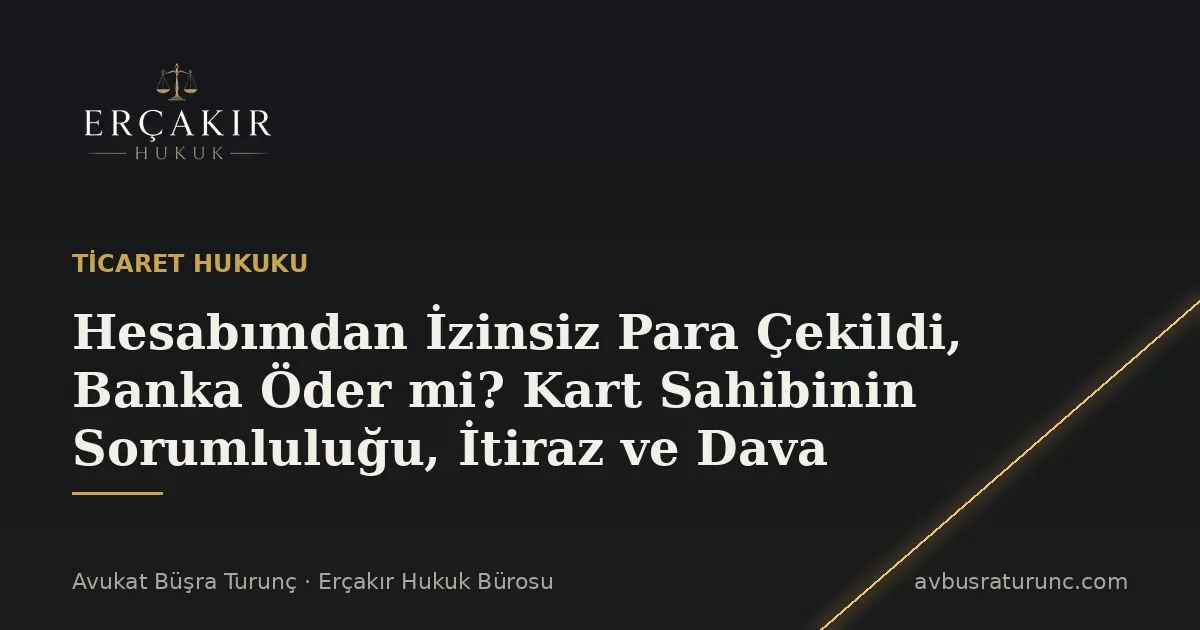 ERÇAKIR
HUKUK
TİCARET HUKUKU
Hesabımdan İzinsiz Para Çekildi,
Banka Öder mi? Kart Sahibinin
Sorumluluğu, İtiraz ve Dava
Avukat Büşra Turunç · Erçakır Hukuk Bürosu
avbusraturunc.com